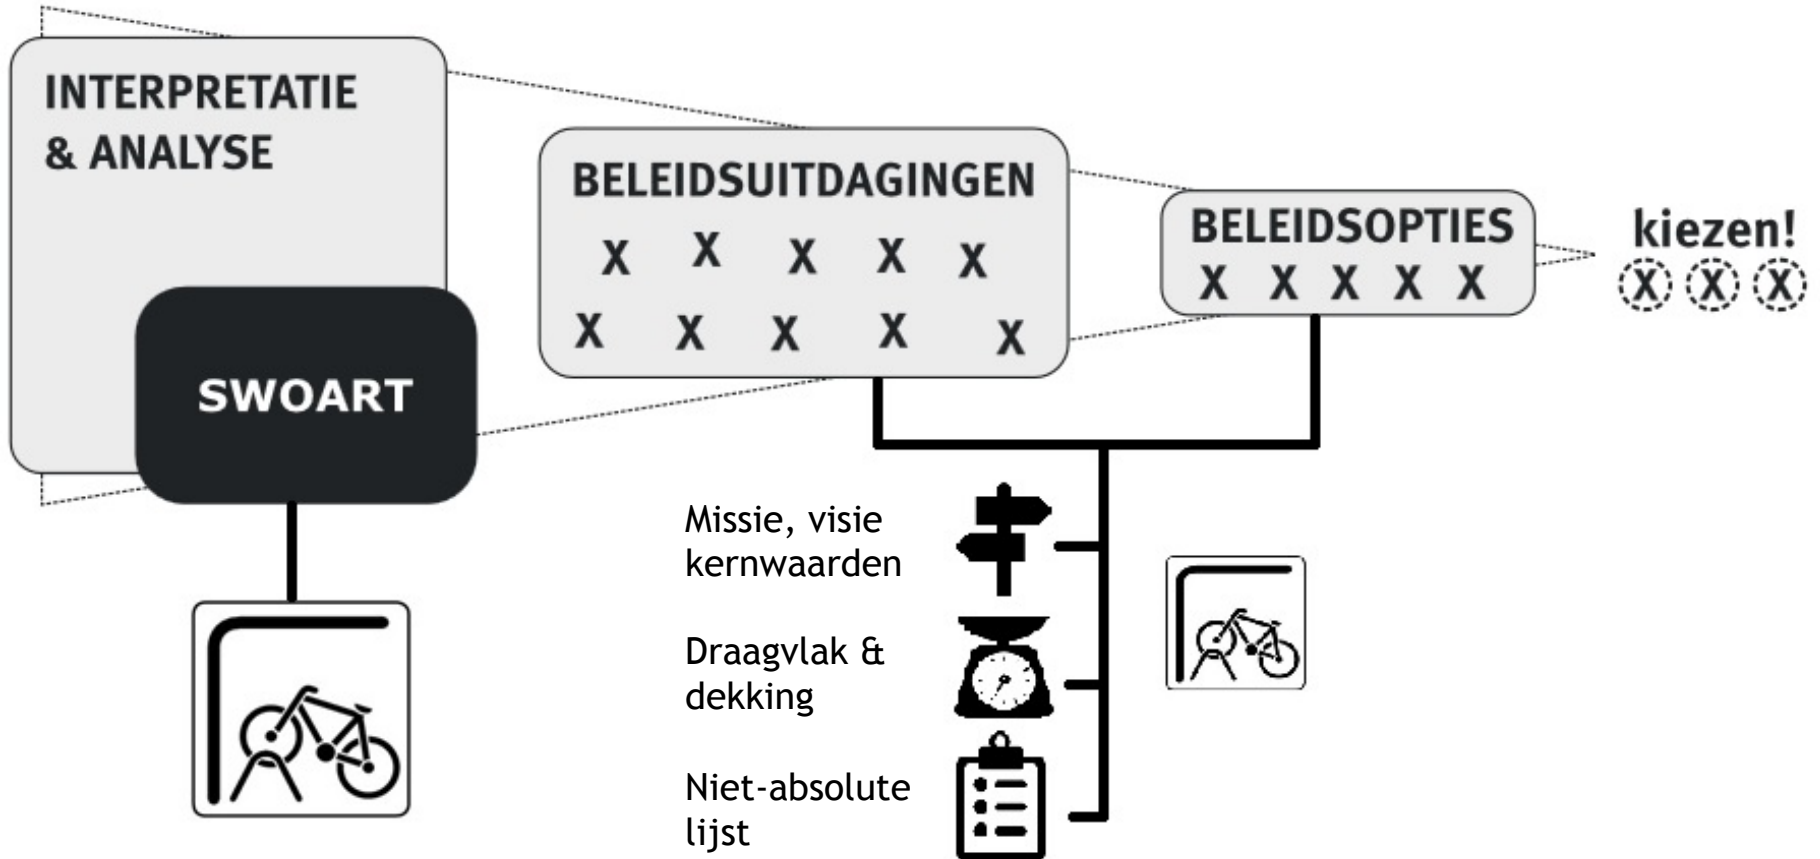 INTERPRETATIE
& ANALYSE
SWOART
BELEIDSUITDAGINGEN
X X X X X
X X X X X
BELEIDSOPTIES
X X X X X
kiezen!
X X X
Missie, visie
kernwaarden
Draagvlak &
dekking
Niet-absolute
lijst